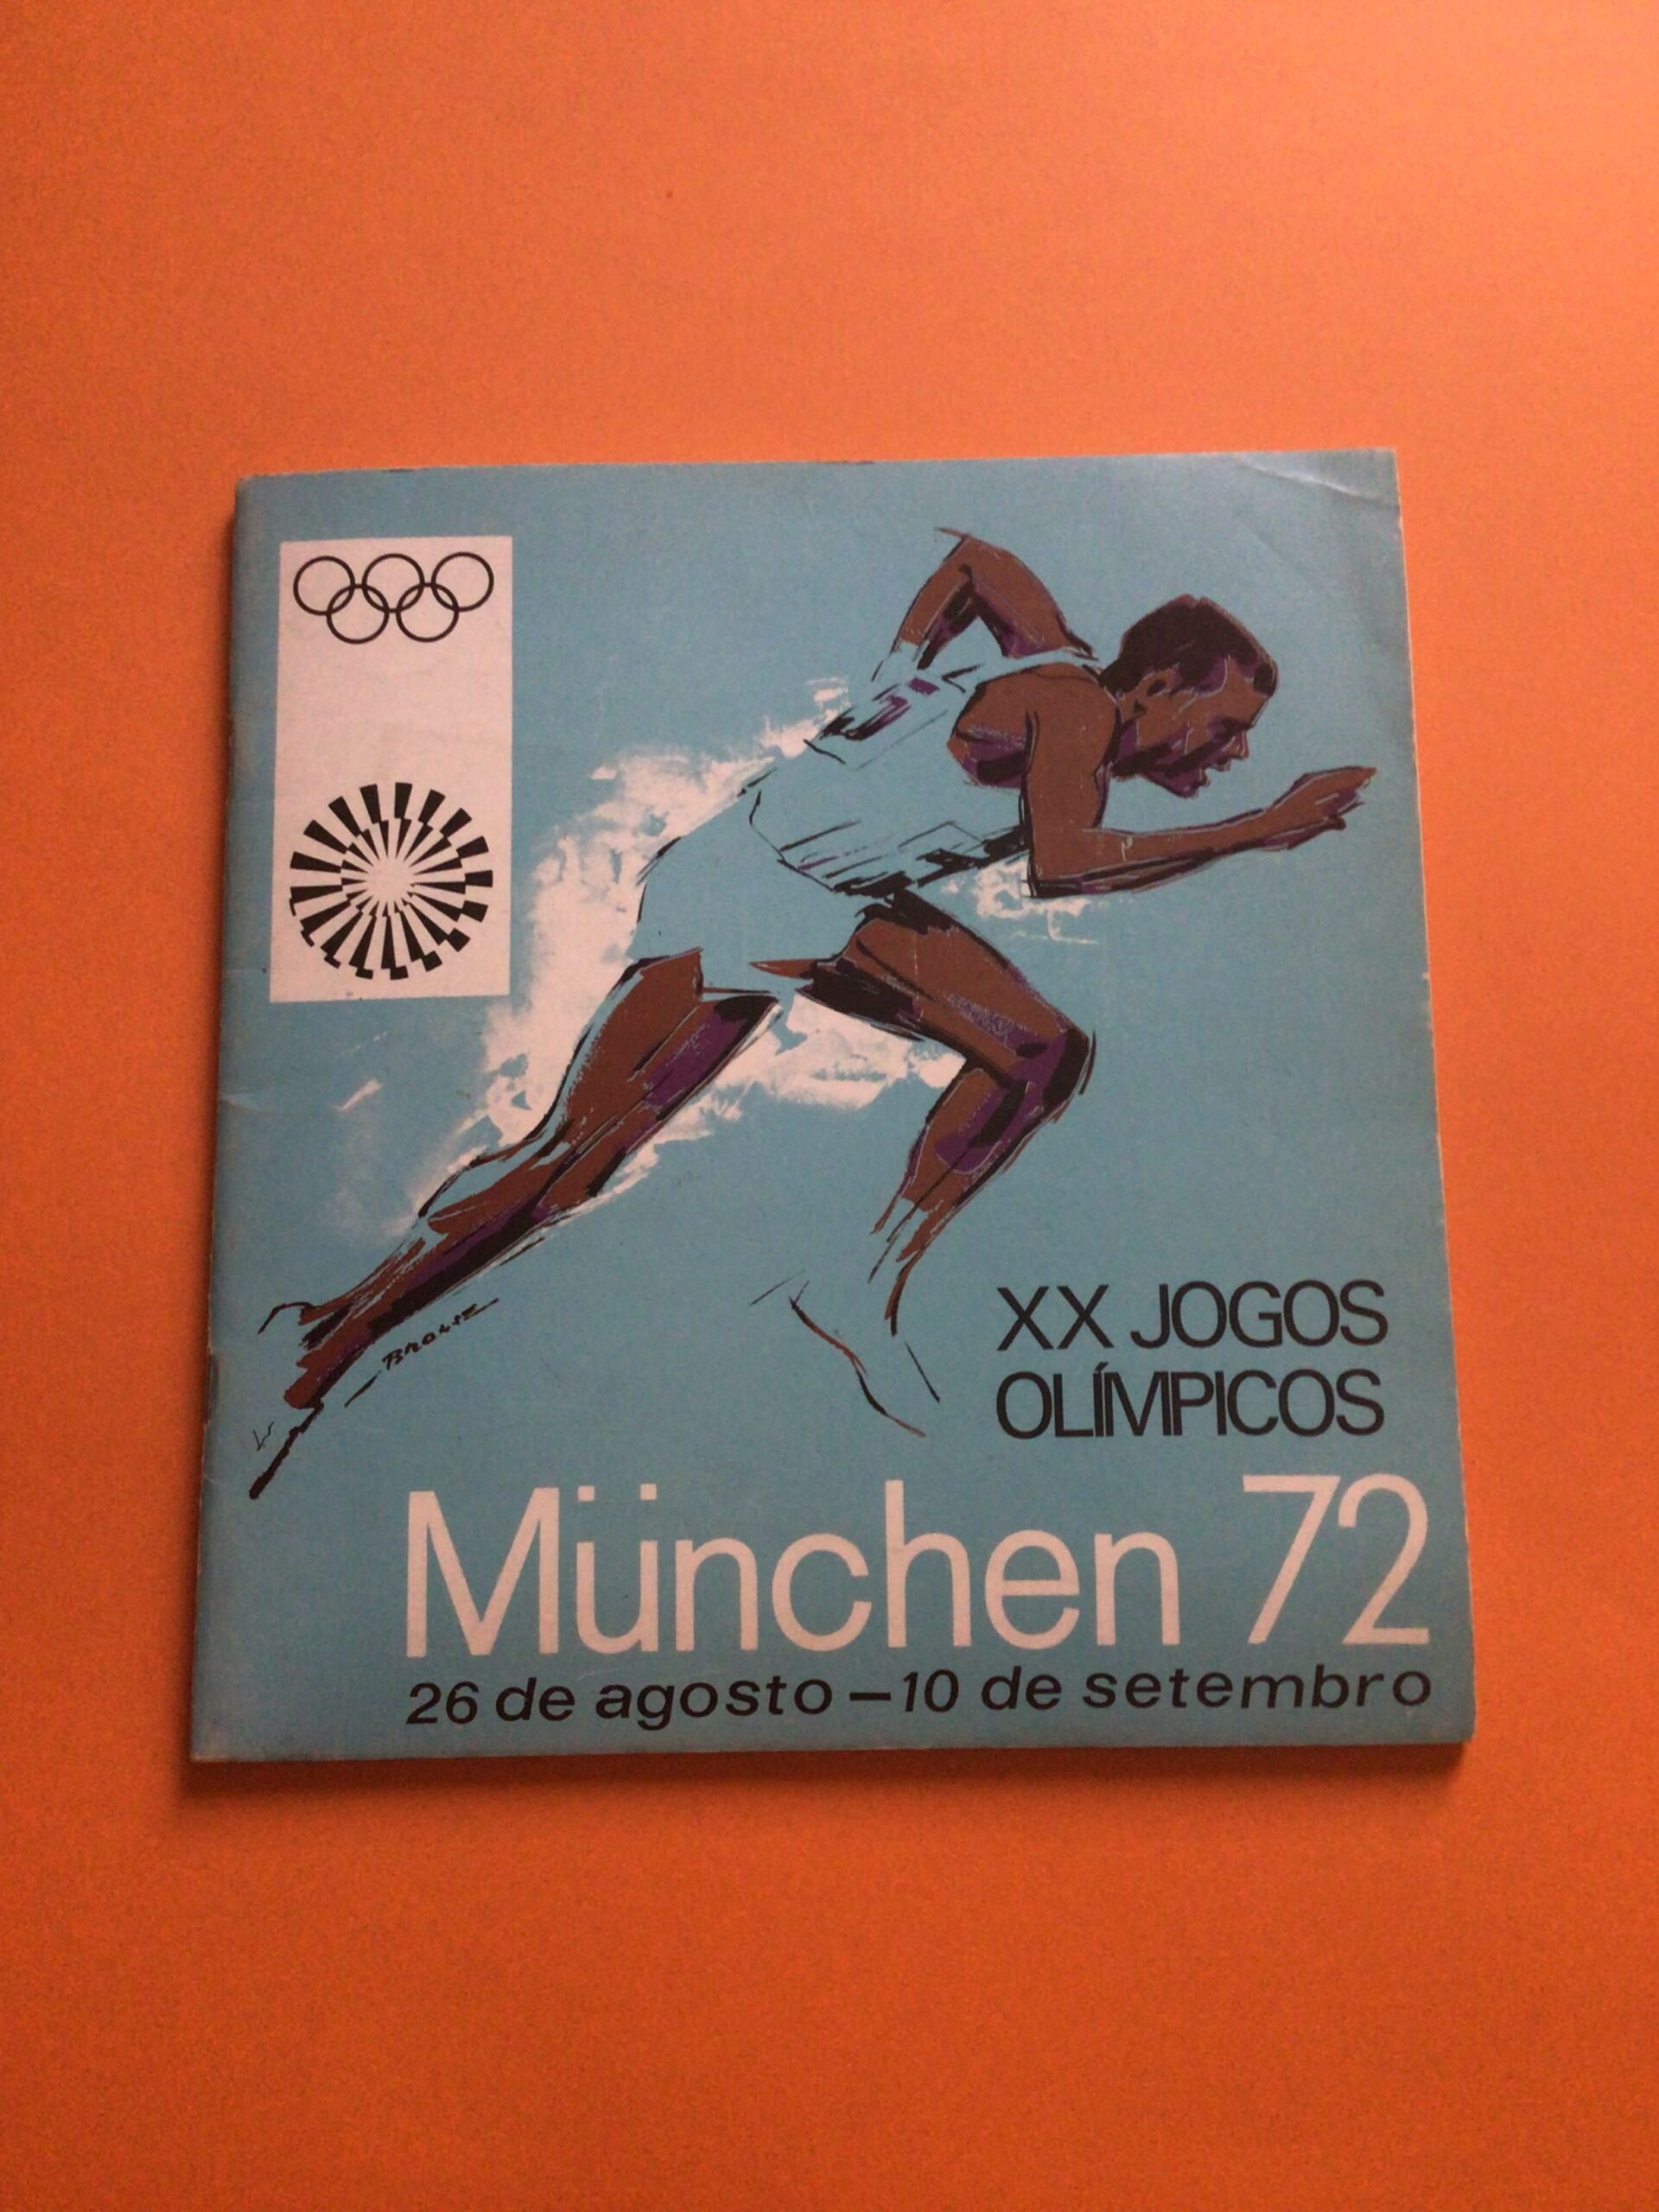 XX JOGOS
OLÍMPICOS
München 72
26 de agosto – 10 de setembro